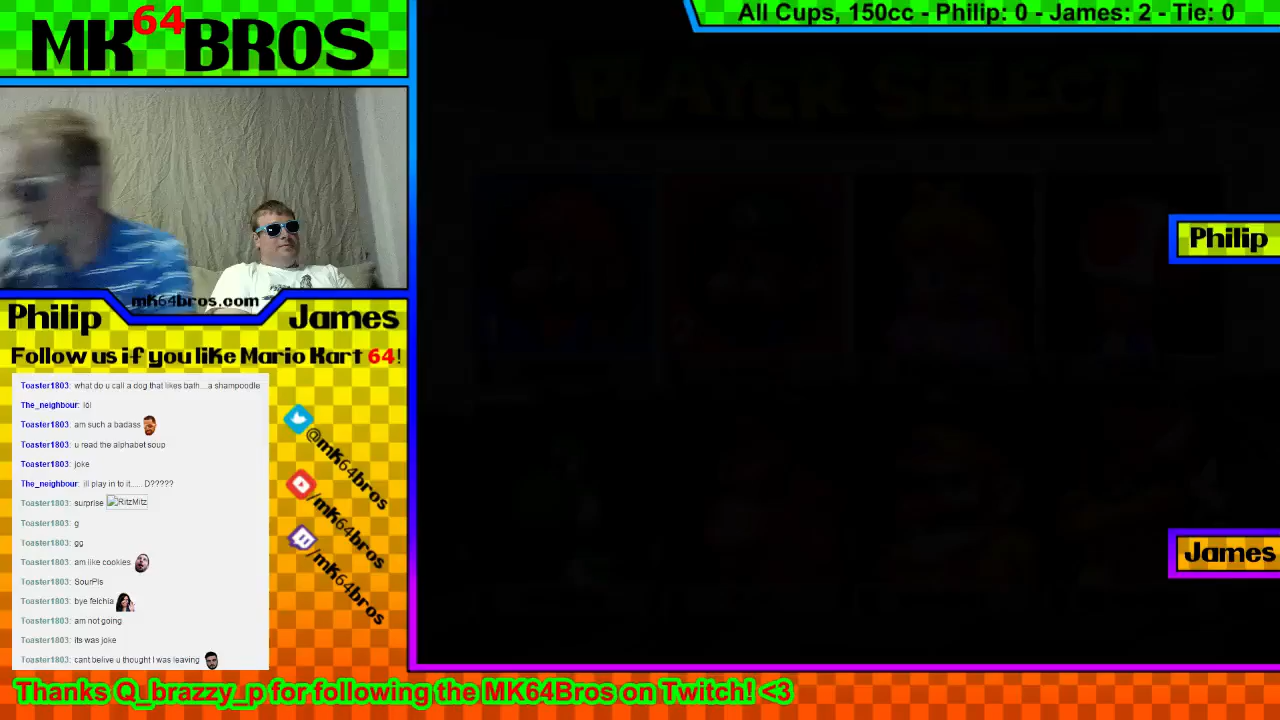 MK64BROS
All Cups, 150cc - Philip: 0 - James: 2 - Tie: 0
PLAYER SELECT
Philip
mk64bros.com
Philip James
Follow us if you like Mario Kart 64!
Toaster1803: what do u call a dog that likes bath....a shampoodle
The_neighbour: lol
Toaster1803: am such a badass
Toaster1803: u read the alphabet soup
Toaster1803: joke
The_neighbour: ill play in to it...... D?????
Toaster1803: surprise RitzMitz
Toaster1803: g
Toaster1803: gg
Toaster1803: am like cookies
Toaster1803: SourPls
Toaster1803: bye felchia
Toaster1803: am not going
Toaster1803: its was joke
Toaster1803: cant belive u thought I was leaving
@mk64bros
/mk64bros
/mk64bros
James
Thanks Q_brazzy_p for following the MK64Bros on Twitch! <3